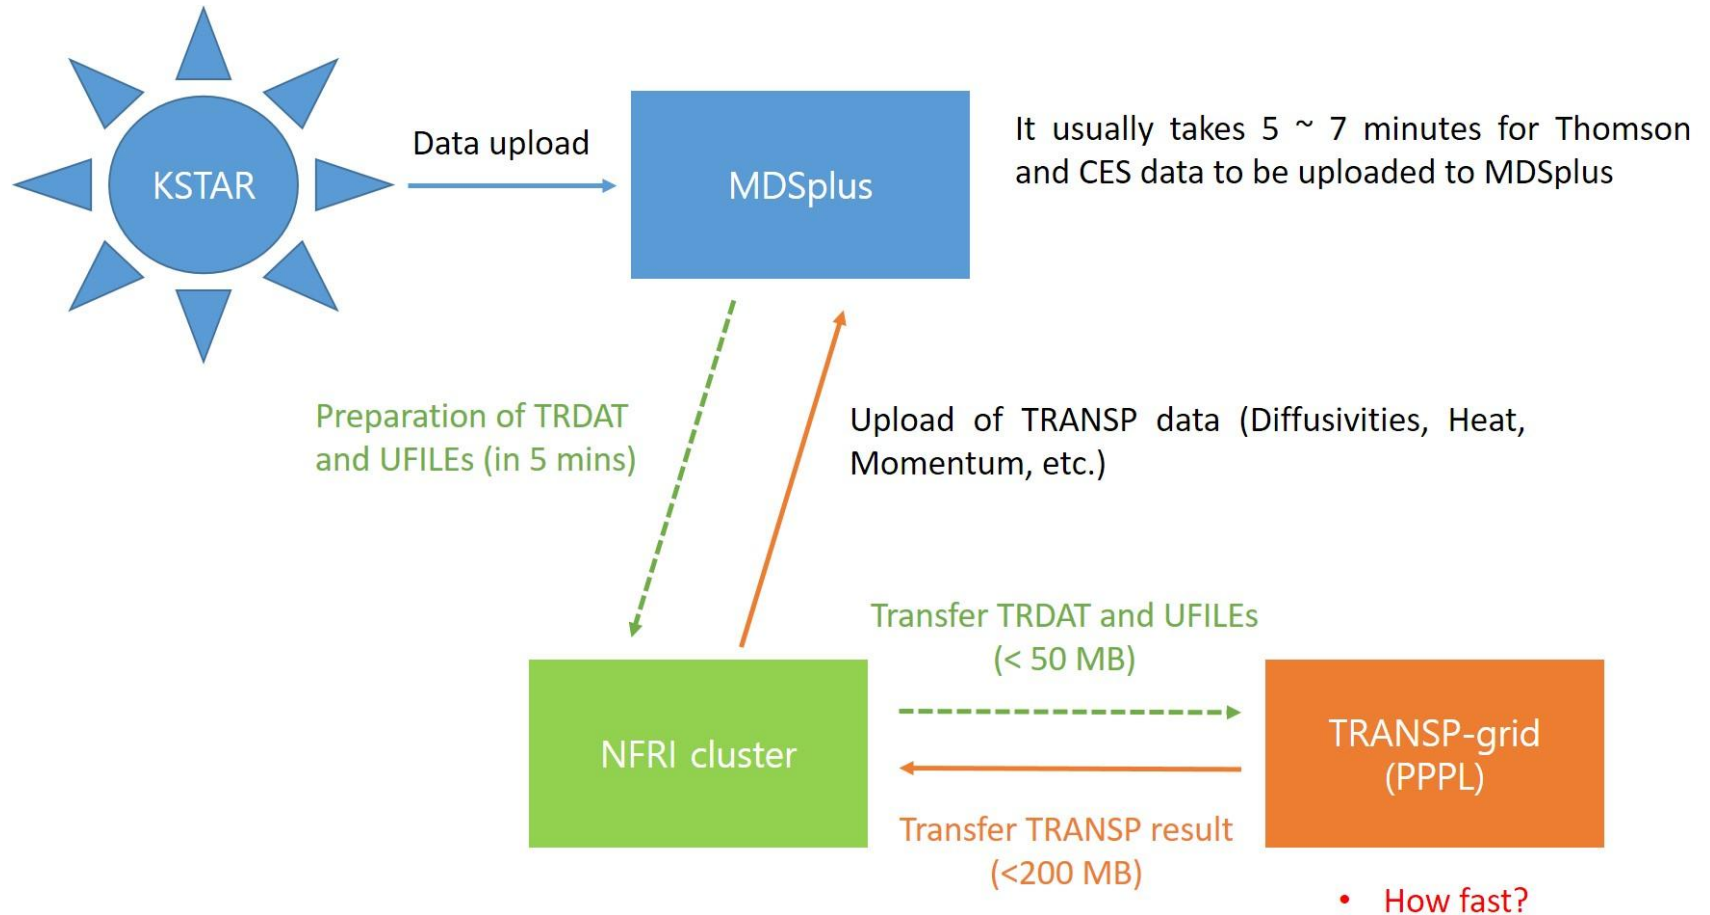 KSTAR
Data upload
MDSplus
It usually takes 5 ~ 7 minutes for Thomson
and CES data to be uploaded to MDSplus
Preparation of TRDAT
and UFILEs (in 5 mins)
Upload of TRANSP data (Diffusivities, Heat,
Momentum, etc.)
Transfer TRDAT and UFILEs
(< 50 MB)
NFRI cluster
TRANSP-grid
(PPPL)
Transfer TRANSP result
(<200 MB)
• How fast?